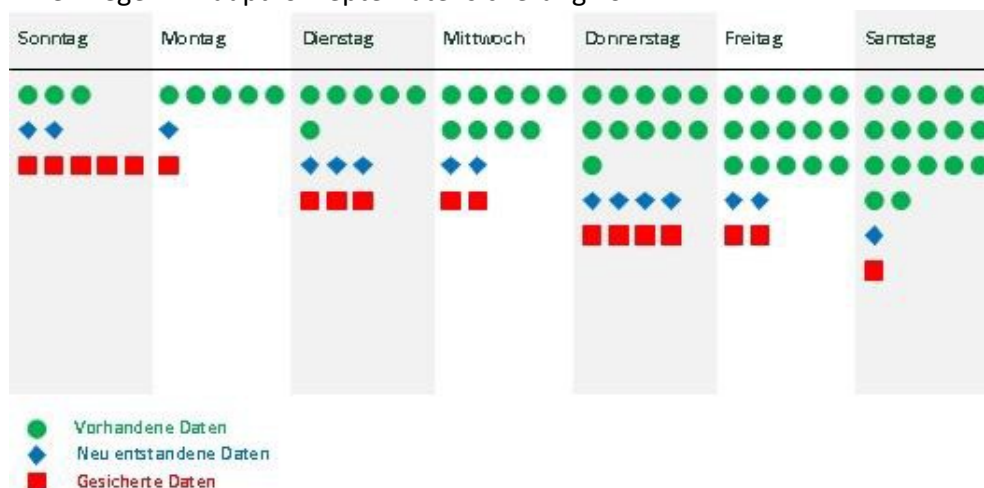 Sonntag Montag Dienstag Mittwoch Donnerstag Freitag Samstag
Vorhandene Daten
Neu entstandene Daten
Gesicherte Daten